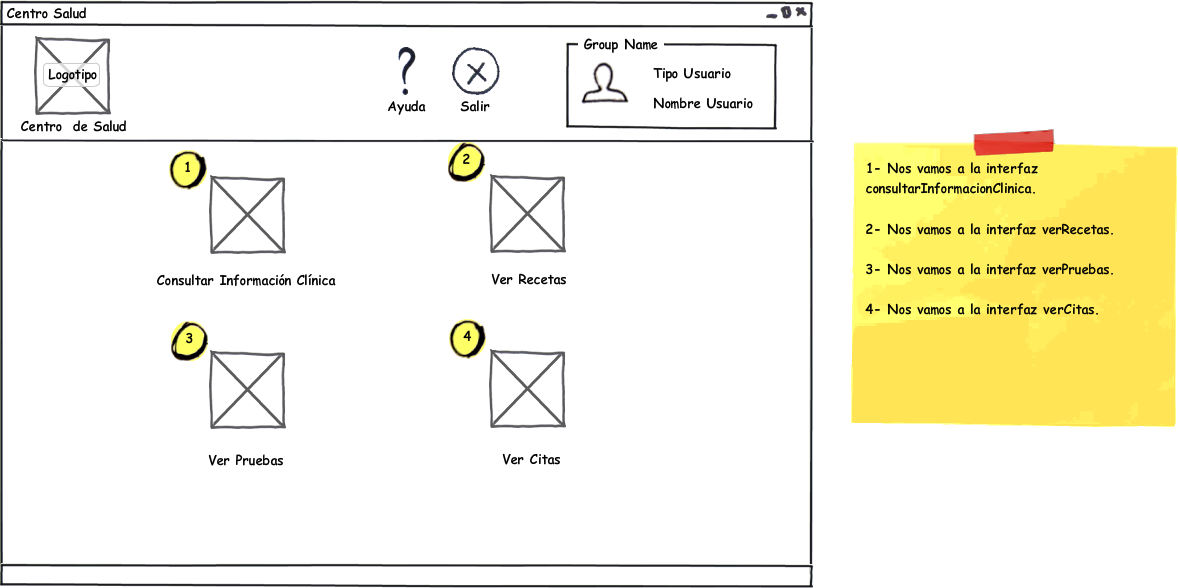 Centro Salud
Logotipo
Centro de Salud
?
Ayuda
Salir
Group Name
Tipo Usuario
Nombre Usuario
1
Consultar Información Clínica
2
Ver Recetas
3
Ver Pruebas
4
Ver Citas
1- Nos vamos a la interfaz
consultarInformacionClinica.
2- Nos vamos a la interfaz verRecetas.
3- Nos vamos a la interfaz verPruebas.
4- Nos vamos a la interfaz verCitas.